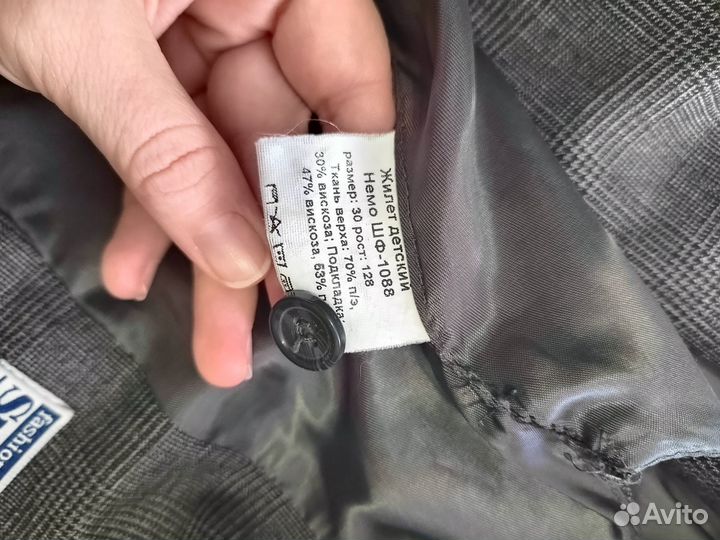 Жилет детский
Немо ШФ-1088
размер: 30 рост: 128
Ткань верха: 70% п/э,
30% вискоза; Подкладка:
47% вискоза, 53% п
fashion
S
Avito